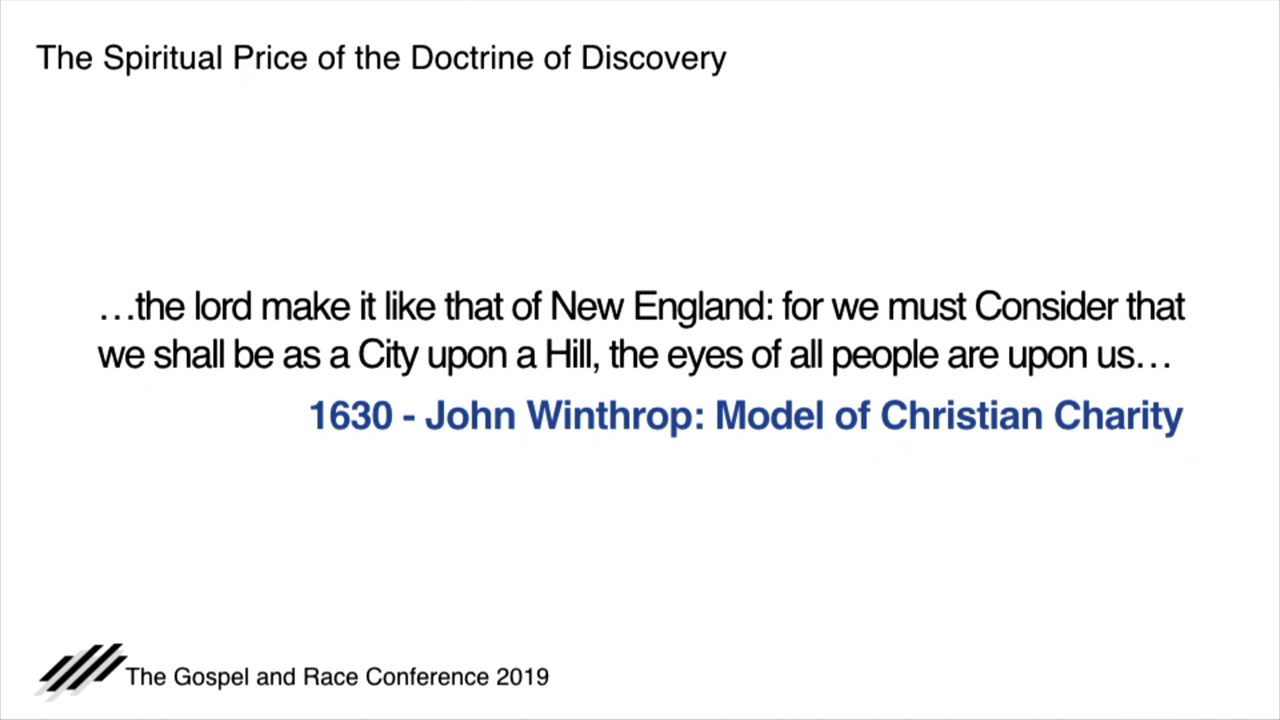 The Spiritual Price of the Doctrine of Discovery
…the lord make it like that of New England: for we must Consider that
we shall be as a City upon a Hill, the eyes of all people are upon us…
1630 - John Winthrop: Model of Christian Charity
The Gospel and Race Conference 2019